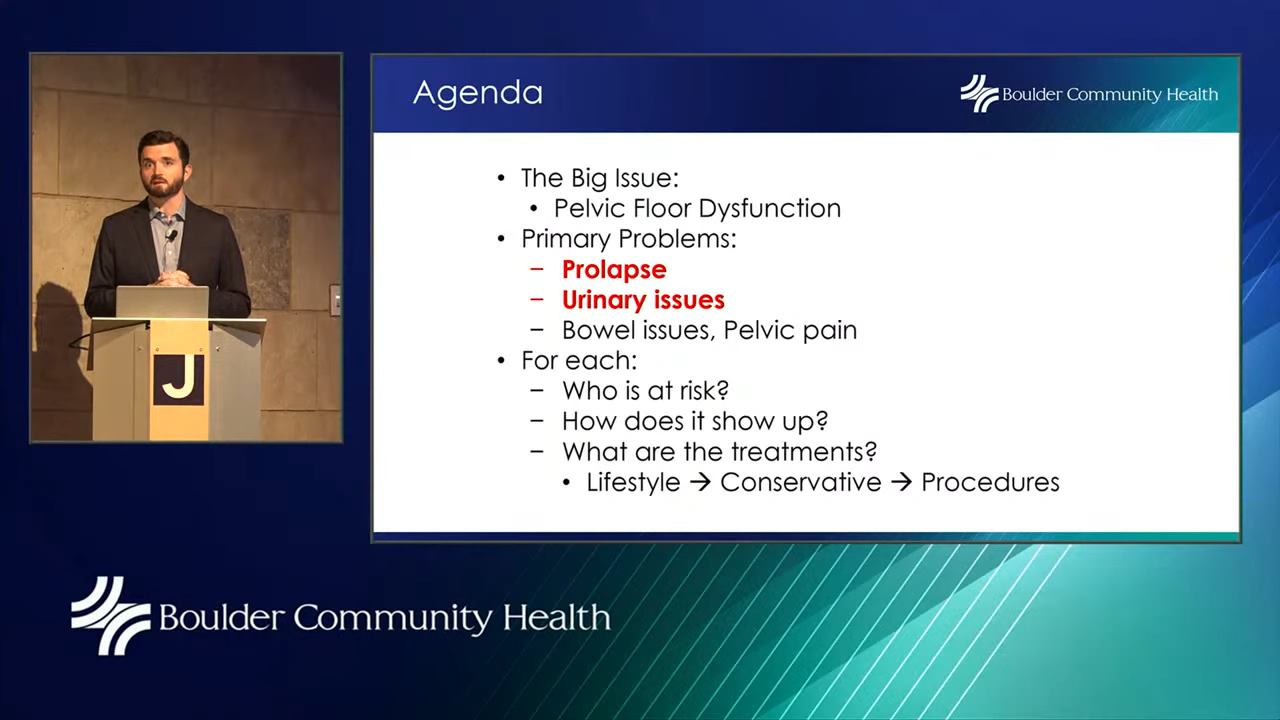 Agenda
Boulder Community Health
• The Big Issue:
• Pelvic Floor Dysfunction
• Primary Problems:
– Prolapse
– Urinary issues
– Bowel issues, Pelvic pain
• For each:
– Who is at risk?
– How does it show up?
– What are the treatments?
• Lifestyle → Conservative → Procedures
J
Boulder Community Health